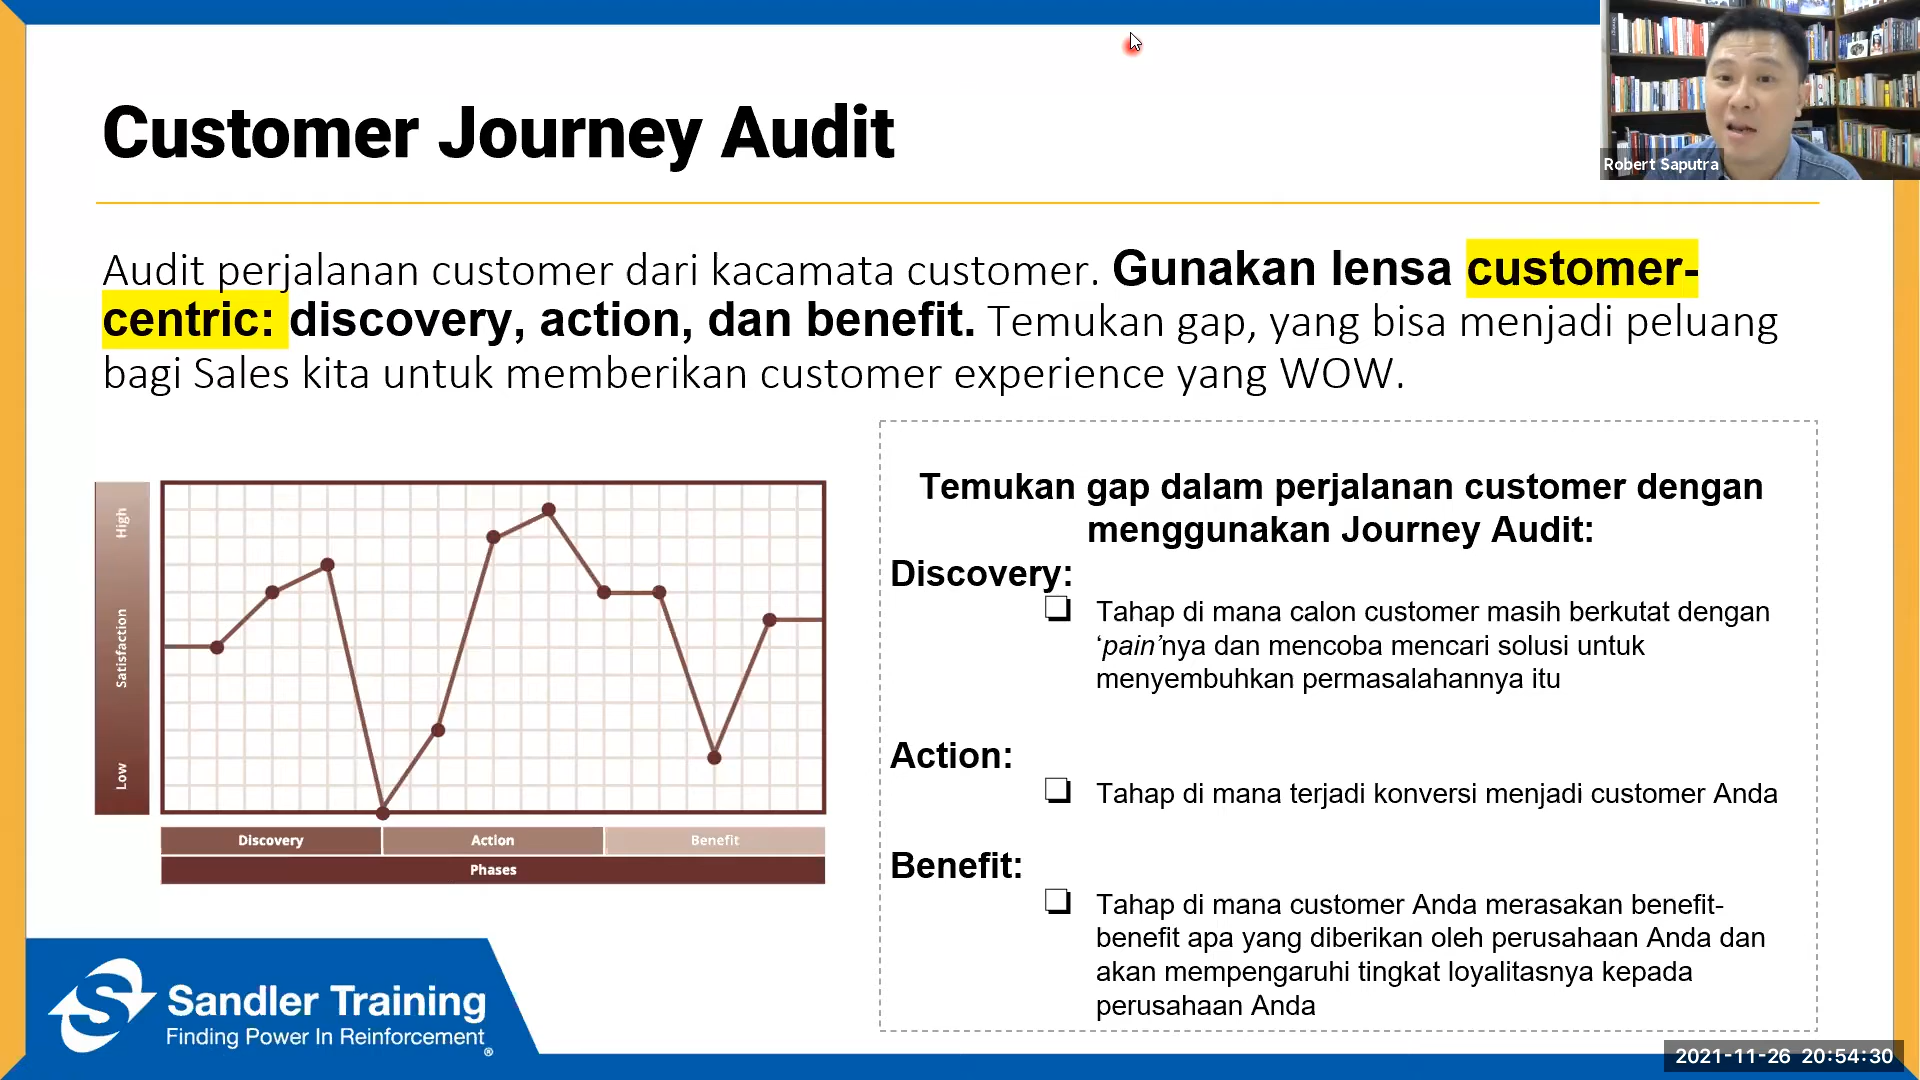 Customer Journey Audit
Robert Saputra
Audit perjalanan customer dari kacamata customer. Gunakan lensa customer-
centric: discovery, action, dan benefit. Temukan gap, yang bisa menjadi peluang
bagi Sales kita untuk memberikan customer experience yang WOW.
High
Satisfaction
Low
Discovery
Action
Benefit
Phases
Temukan gap dalam perjalanan customer dengan
menggunakan Journey Audit:
Discovery:
❏ Tahap di mana calon customer masih berkutat dengan
‘pain’nya dan mencoba mencari solusi untuk
menyembuhkan permasalahannya itu
Action:
❏ Tahap di mana terjadi konversi menjadi customer Anda
Benefit:
❏ Tahap di mana customer Anda merasakan benefit-
benefit apa yang diberikan oleh perusahaan Anda dan
akan mempengaruhi tingkat loyalitasnya kepada
perusahaan Anda
Sandler Training
Finding Power In Reinforcement®
2021-11-26 20:54:30